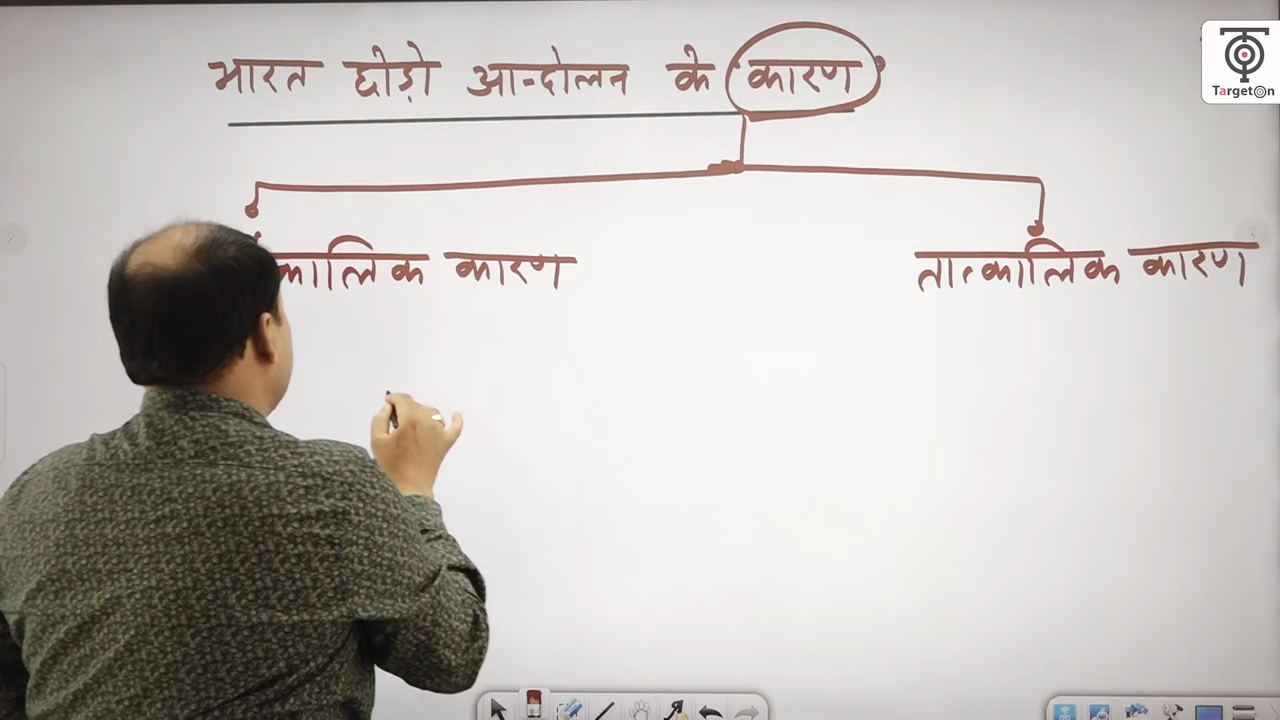 भारत छोड़ो आन्दोलन के कारण
TargetOn
कालिक कारण
तात्कालिक कारण